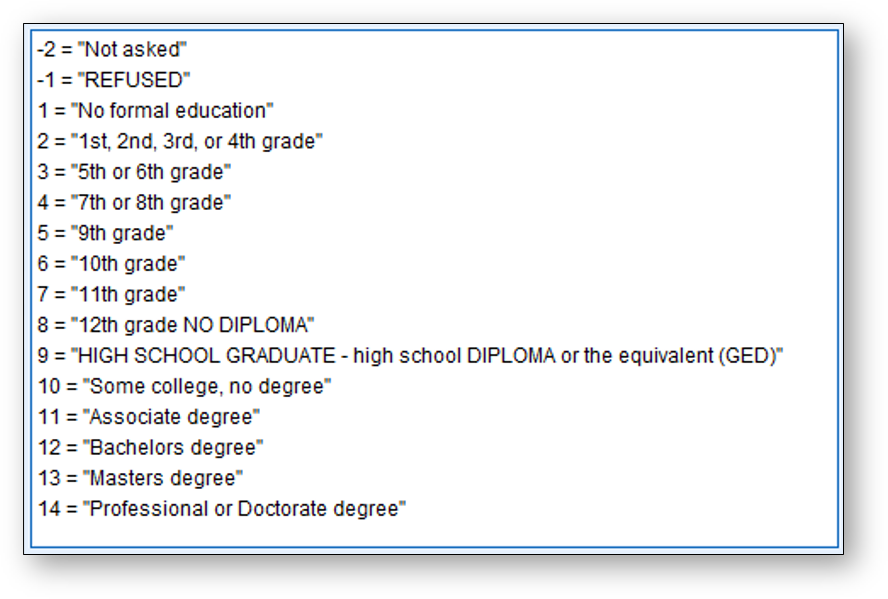 -2 = "Not asked"
-1 = "REFUSED"
1 = "No formal education"
2 = "1st, 2nd, 3rd, or 4th grade"
3 = "5th or 6th grade"
4 = "7th or 8th grade"
5 = "9th grade"
6 = "10th grade"
7 = "11th grade"
8 = "12th grade NO DIPLOMA"
9 = "HIGH SCHOOL GRADUATE - high school DIPLOMA or the equivalent (GED)"
10 = "Some college, no degree"
11 = "Associate degree"
12 = "Bachelors degree"
13 = "Masters degree"
14 = "Professional or Doctorate degree"